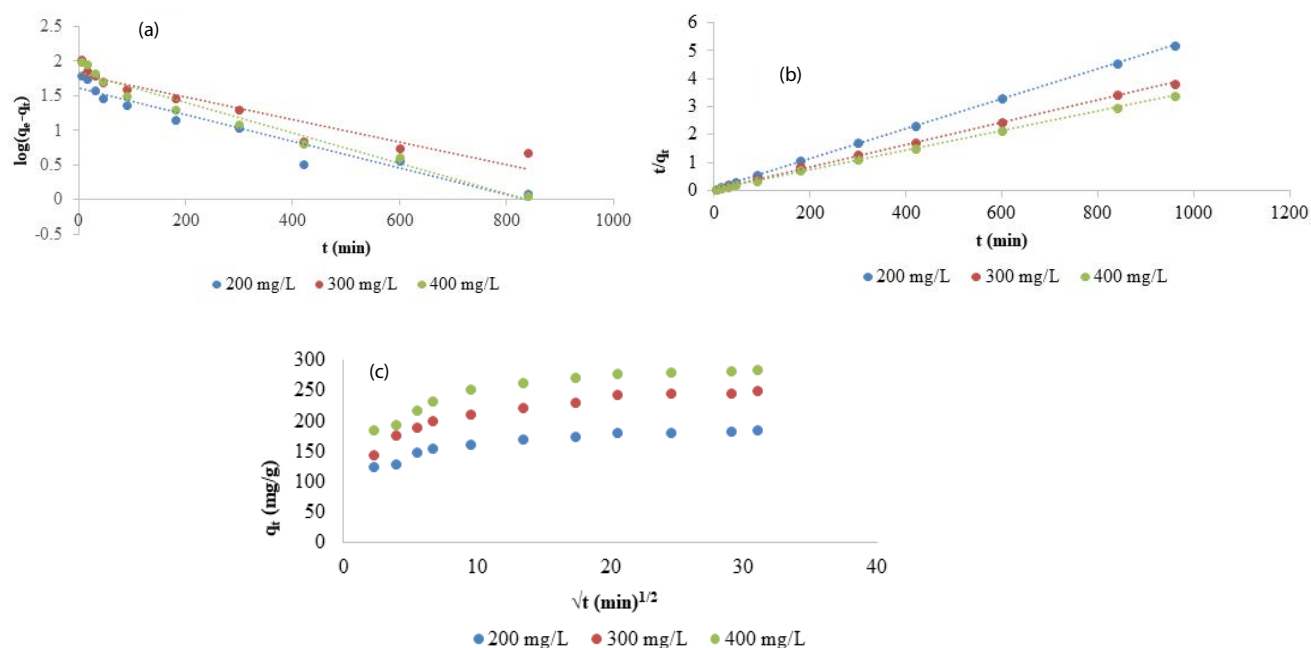 (a)
2.5
2
1.5
1
0.5
0
-0.5
log(qₑ-qₜ)
0 200 400 600 800 1000
t (min)
200 mg/L 300 mg/L 400 mg/L
(b)
6
5
4
3
2
1
0
t/qₜ
0 200 400 600 800 1000 1200
t (min)
200 mg/L 300 mg/L 400 mg/L
(c)
300
250
200
150
100
50
0
qₜ (mg/g)
0 10 20 30 40
√t (min)¹/²
200 mg/L 300 mg/L 400 mg/L